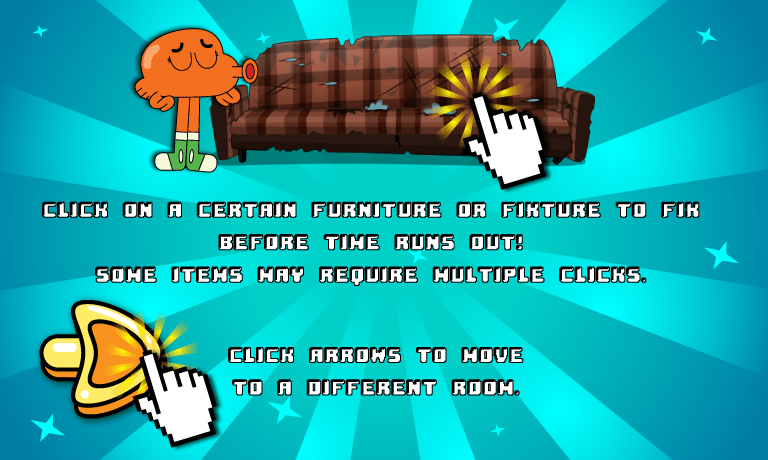 CLICK ON A CERTAIN FURNITURE OR FIXTURE TO FIX
BEFORE TIME RUNS OUT!
SOME ITEMS MAY REQUIRE MULTIPLE CLICKS.
CLICK ARROWS TO MOVE
TO A DIFFERENT ROOM.